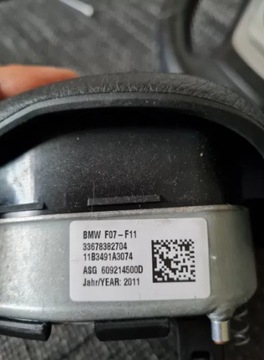 BMW F07-F11
33678382704
11B3491A3074
ASG 609214500D
Jahr/YEAR: 2011